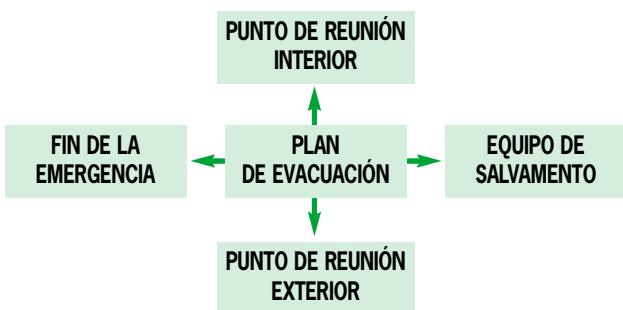 PUNTO DE REUNIÓN
INTERIOR
FIN DE LA
EMERGENCIA
PLAN
DE EVACUACIÓN
EQUIPO DE
SALVAMENTO
PUNTO DE REUNIÓN
EXTERIOR